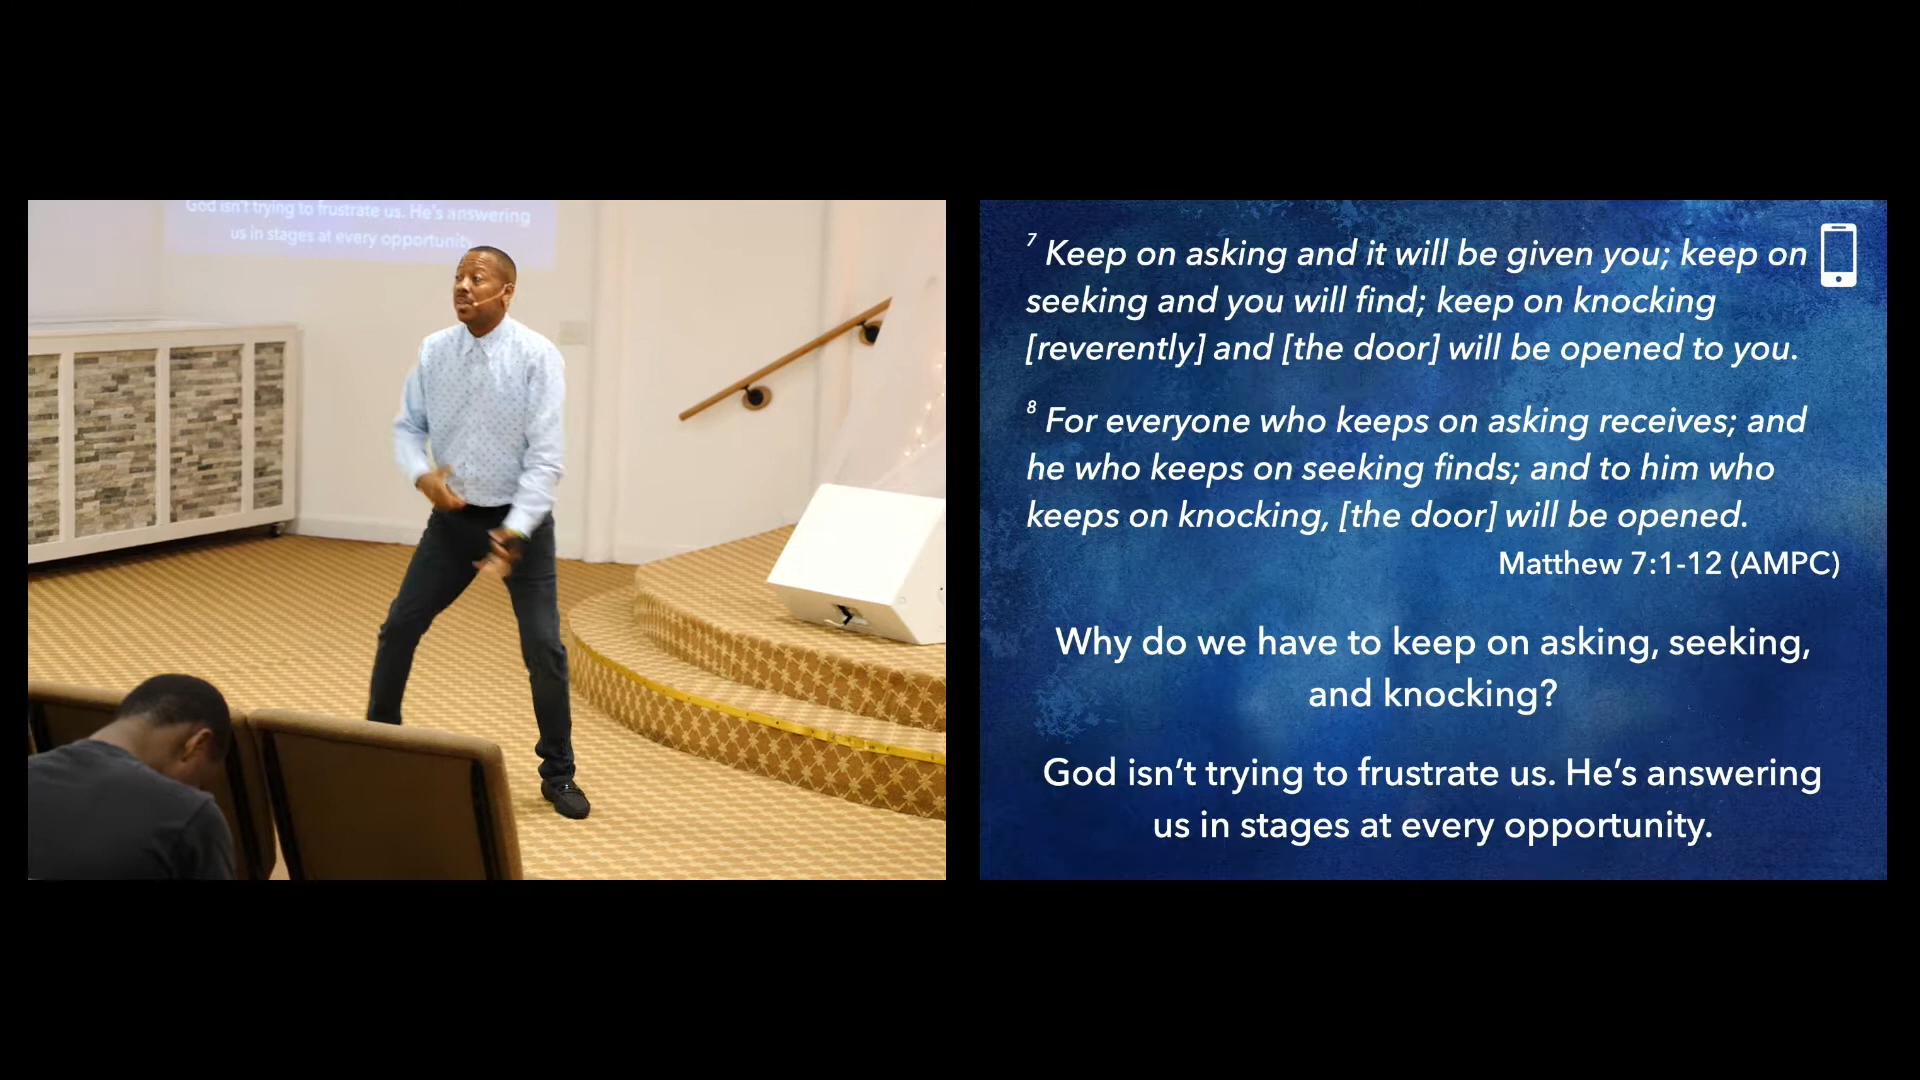 God isn't trying to frustrate us. He's answering
us in stages at every opportunity.
⁷ Keep on asking and it will be given you; keep on
seeking and you will find; keep on knocking
[reverently] and [the door] will be opened to you.
⁸ For everyone who keeps on asking receives; and
he who keeps on seeking finds; and to him who
keeps on knocking, [the door] will be opened.
Matthew 7:1-12 (AMPC)
Why do we have to keep on asking, seeking,
and knocking?
God isn’t trying to frustrate us. He’s answering
us in stages at every opportunity.